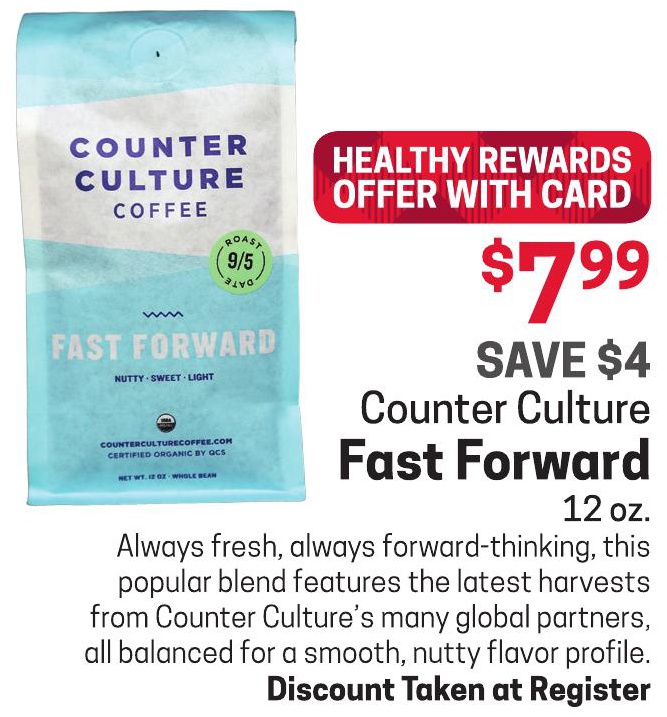 COUNTER
CULTURE
COFFEE
ROAST
9/5
DATE
FAST FORWARD
NUTTY · SWEET · LIGHT
USDA
ORGANIC
COUNTERCULTURECOFFEE.COM
CERTIFIED ORGANIC BY QCS
NET WT. 12 OZ · WHOLE BEAN
HEALTHY REWARDS
OFFER WITH CARD
$7.99
SAVE $4
Counter Culture
Fast Forward
12 oz.
Always fresh, always forward-thinking, this
popular blend features the latest harvests
from Counter Culture's many global partners,
all balanced for a smooth, nutty flavor profile.
Discount Taken at Register